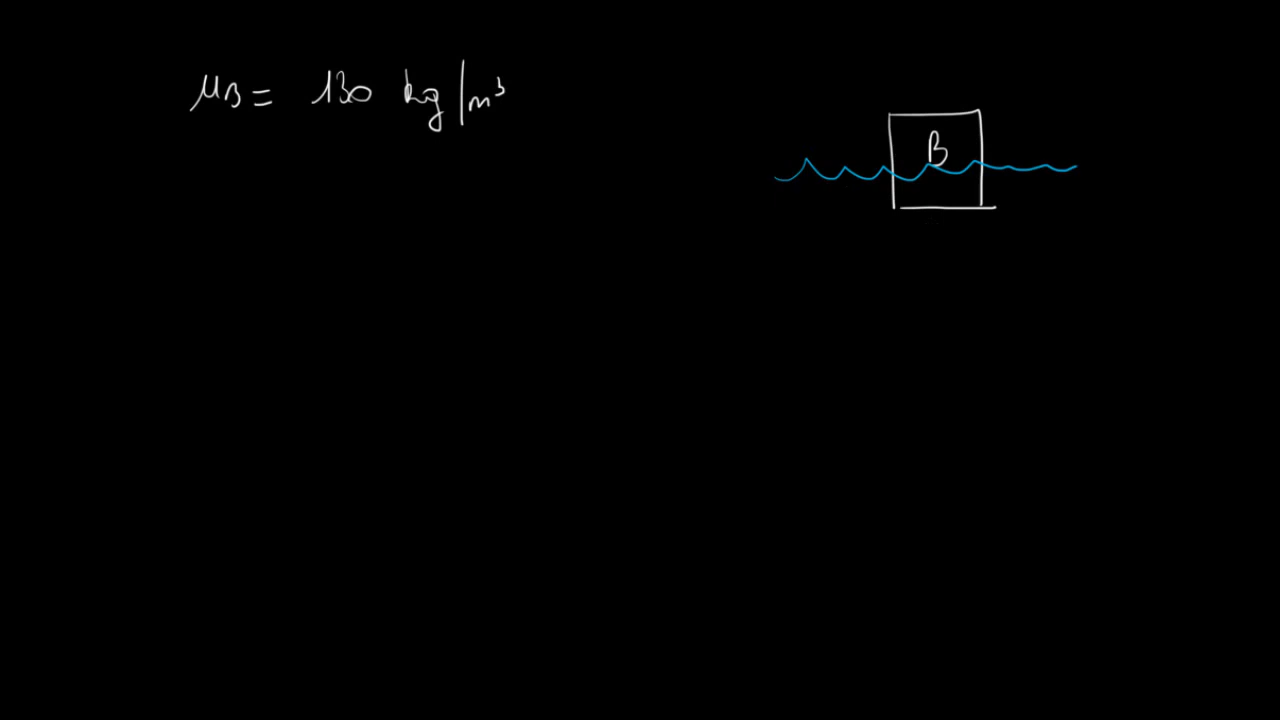 μB = 130 kg/m³
B